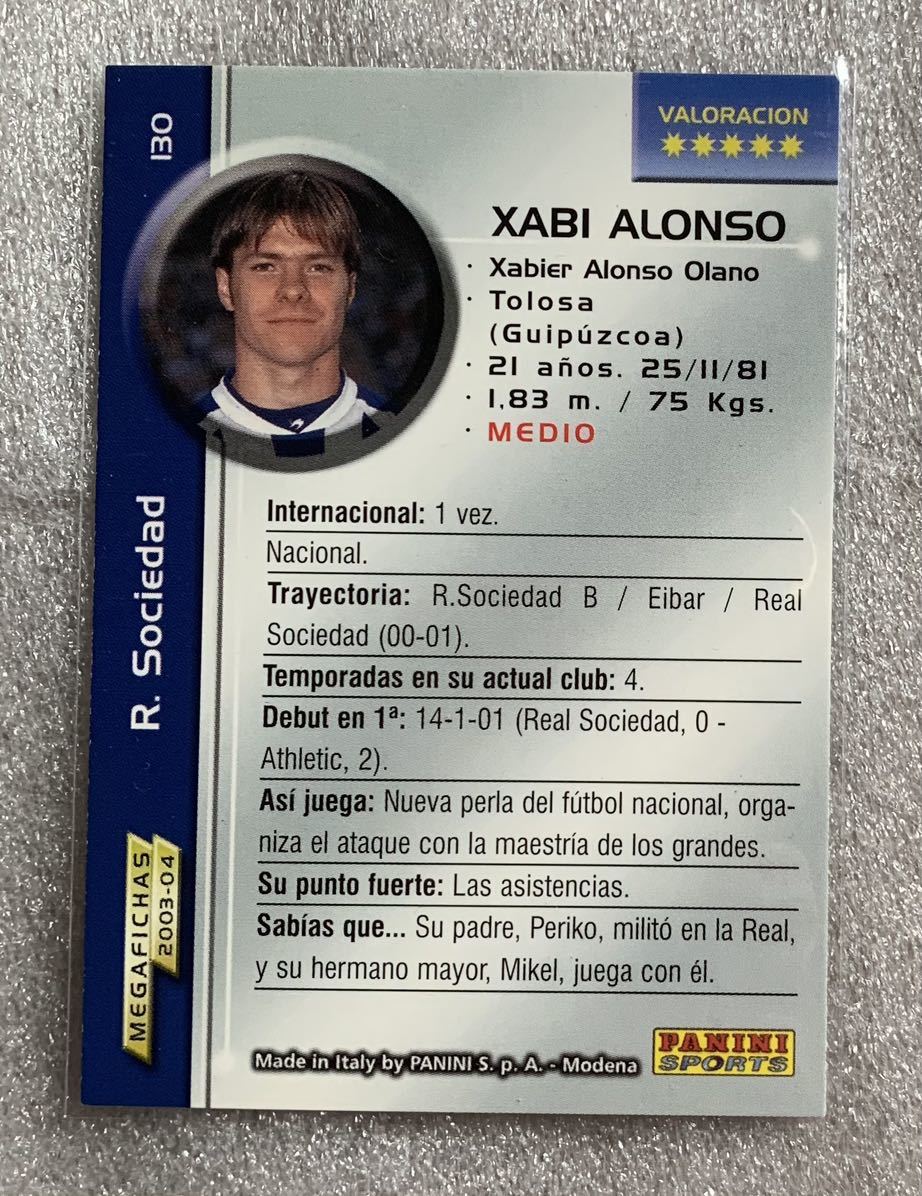 130
VALORACION
XABI ALONSO
· Xabier Alonso Olano
· Tolosa
(Guipúzcoa)
· 21 años. 25/11/81
· 1,83 m. / 75 Kgs.
· MEDIO
R. Sociedad
MEGAFICHAS
2003-04
Internacional: 1 vez.
Nacional.
Trayectoria: R.Sociedad B / Eibar / Real
Sociedad (00-01).
Temporadas en su actual club: 4.
Debut en 1ª: 14-1-01 (Real Sociedad, 0 -
Athletic, 2).
Así juega: Nueva perla del fútbol nacional, orga-
niza el ataque con la maestría de los grandes.
Su punto fuerte: Las asistencias.
Sabías que... Su padre, Periko, militó en la Real,
y su hermano mayor, Mikel, juega con él.
Made in Italy by PANINI S. p. A. - Modena
PANINI
SPORTS